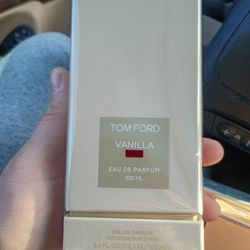 TOM FORD
VANILLA
EAU DE PARFUM
100 ML
EAU DE PARFUM
VAPORISATEUR SPRAY